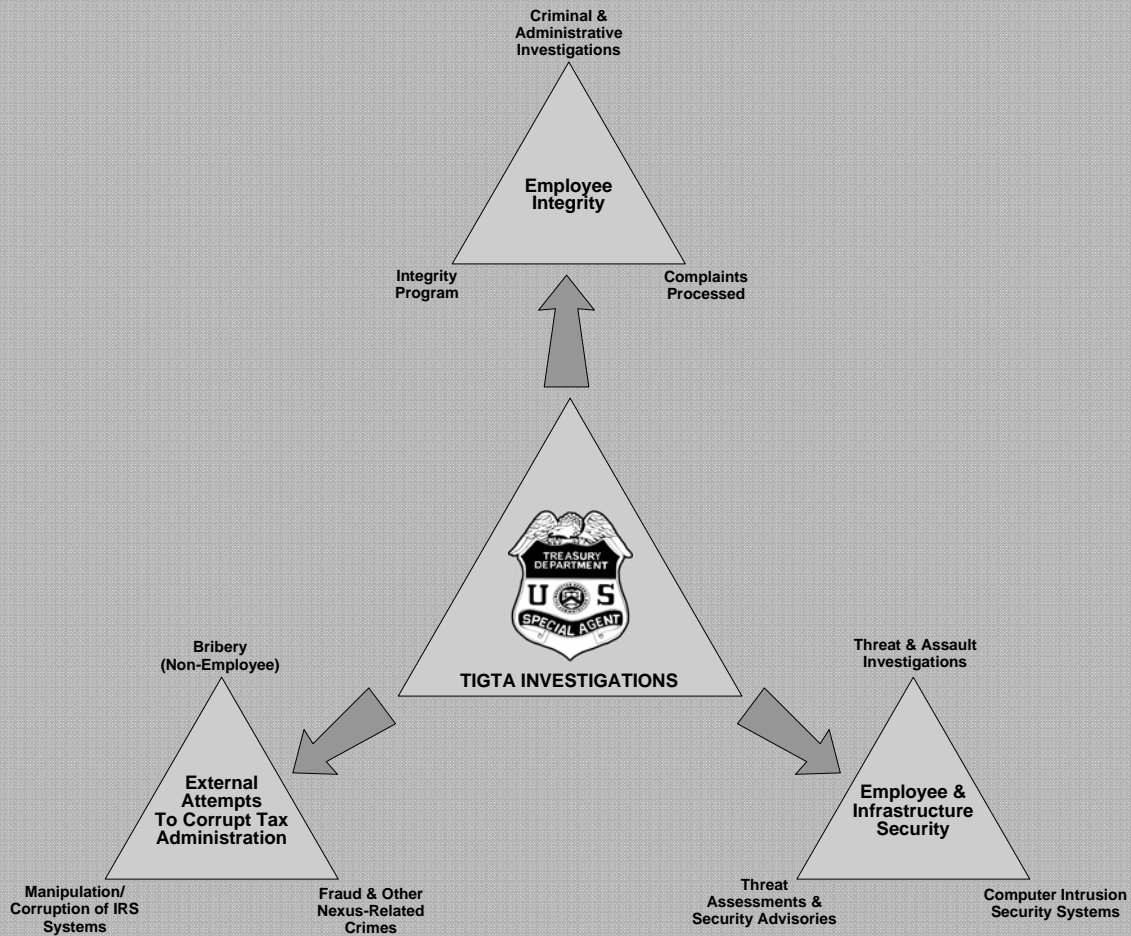 Criminal &
Administrative
Investigations
Employee
Integrity
Integrity
Program
Complaints
Processed
TREASURY
DEPARTMENT
U S
SPECIAL AGENT
TIGTA INVESTIGATIONS
Bribery
(Non-Employee)
External
Attempts
To Corrupt Tax
Administration
Manipulation/
Corruption of IRS
Systems
Fraud & Other
Nexus-Related
Crimes
Threat & Assault
Investigations
Employee &
Infrastructure
Security
Threat
Assessments &
Security Advisories
Computer Intrusion
Security Systems